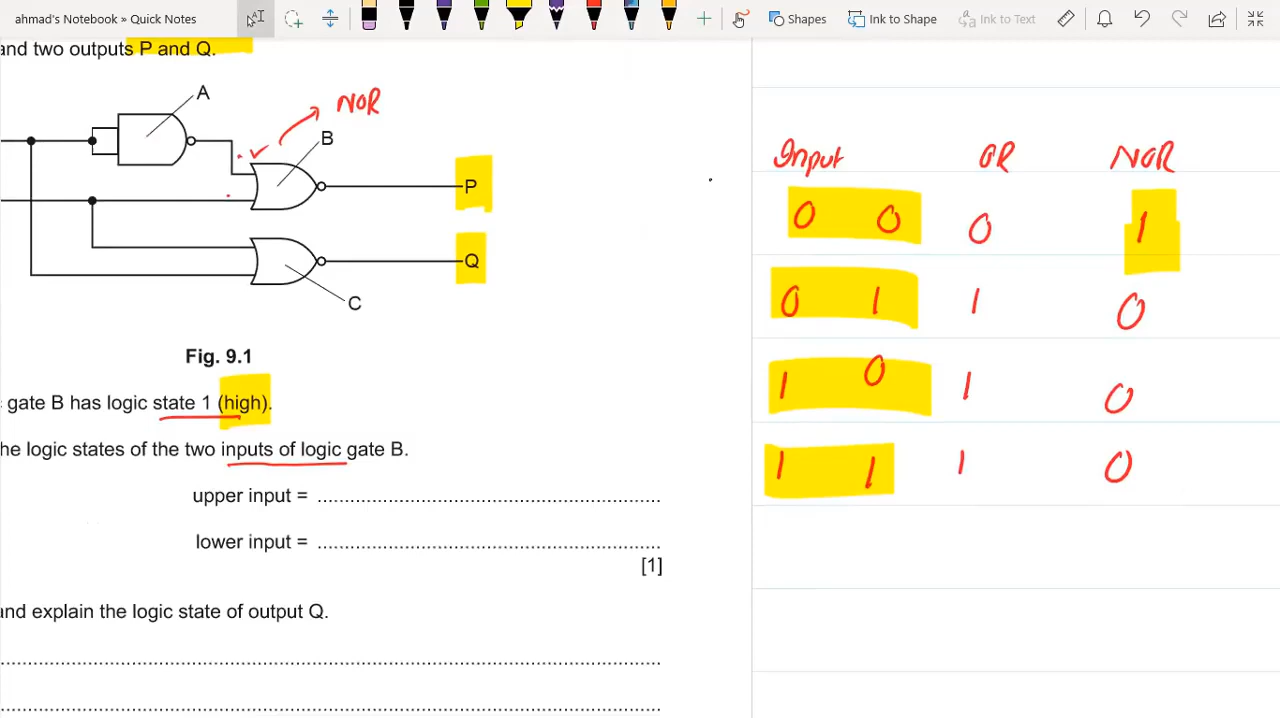 ahmad's Notebook » Quick Notes
Shapes
Ink to Shape
Ink to Text
and two outputs P and Q.
A
NOR
B
P
Q
C
Fig. 9.1
gate B has logic state 1 (high).
he logic states of the two inputs of logic gate B.
upper input = ..............................................................
lower input = ..............................................................
[1]
and explain the logic state of output Q.
Input OR NOR
0 0 0 1
0 1 1 0
1 0 1 0
1 1 1 0